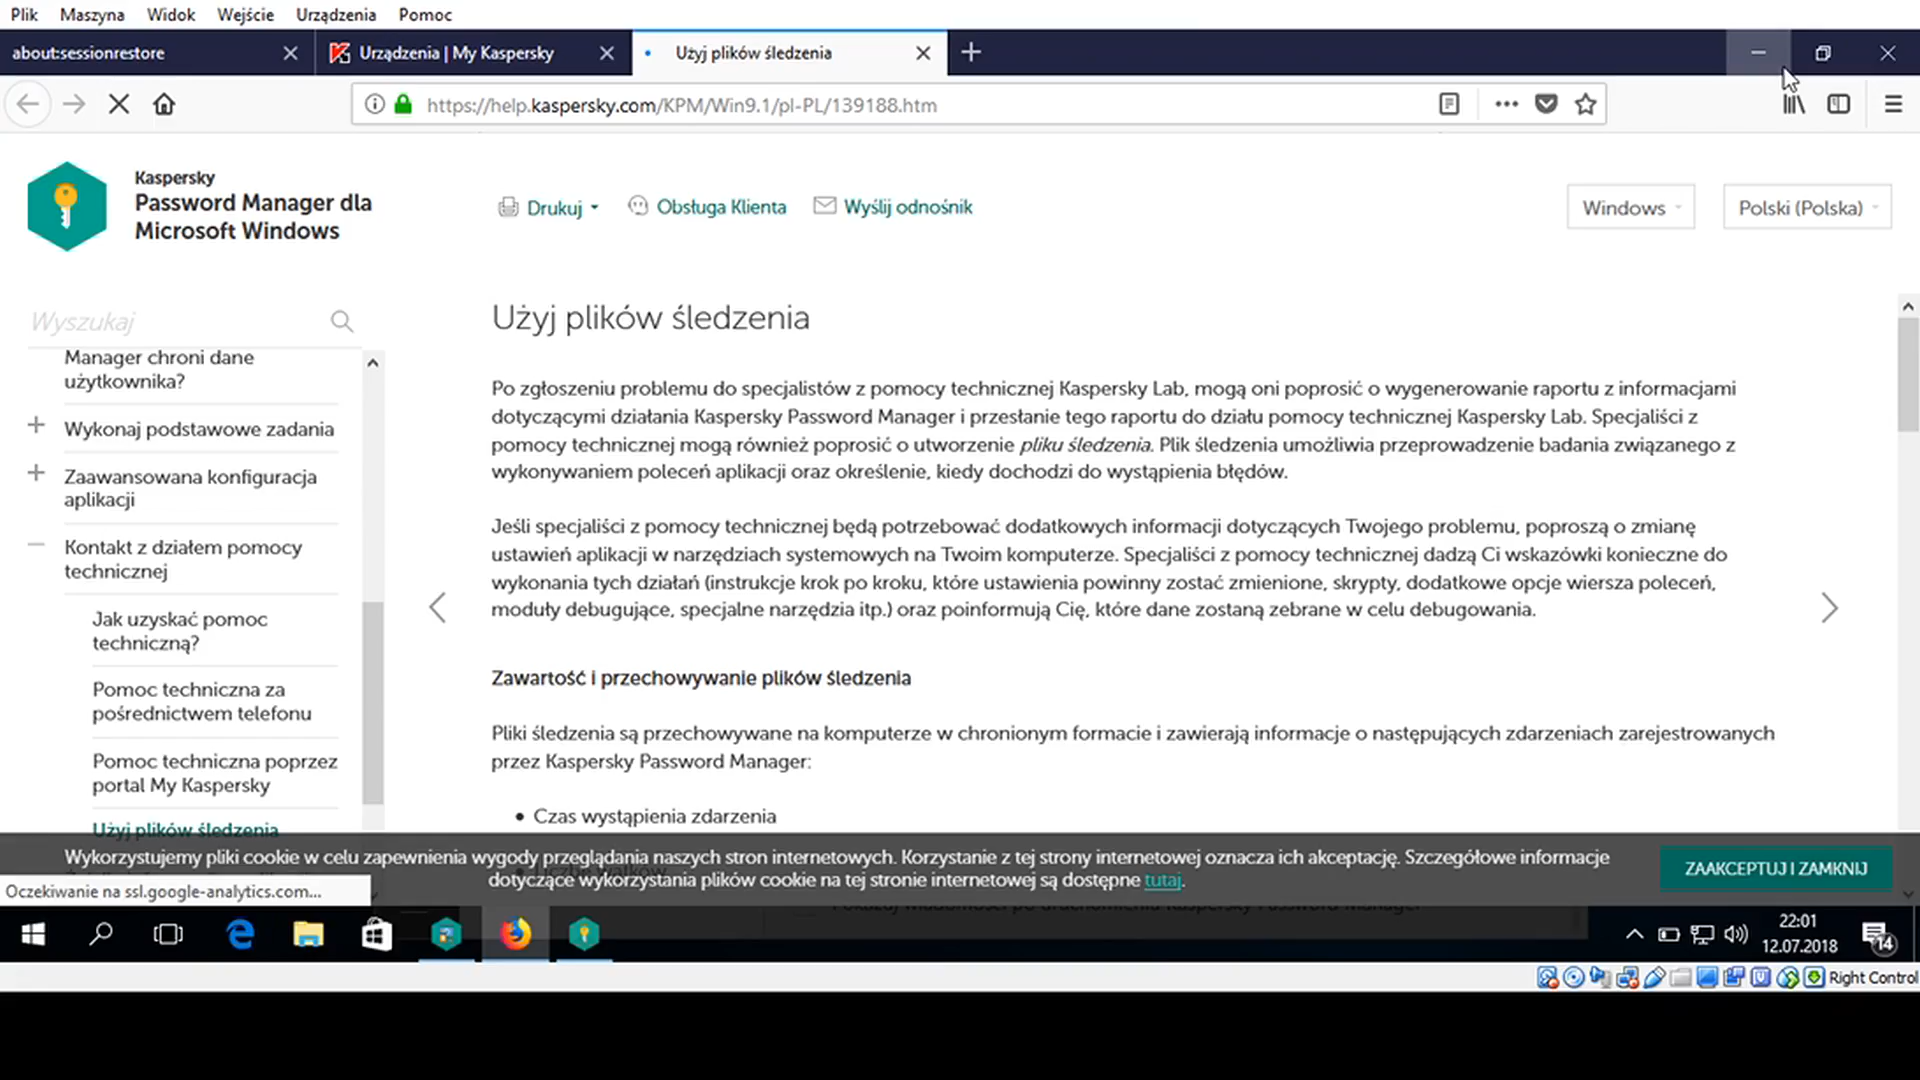 Plik Maszyna Widok Wejście Urządzenia Pomoc
about:sessionrestore
Urządzenia | My Kaspersky
Użyj plików śledzenia
https://help.kaspersky.com/KPM/Win9.1/pl-PL/139188.htm
Kaspersky
Password Manager dla
Microsoft Windows
Drukuj
Obsługa Klienta
Wyślij odnośnik
Windows
Polski (Polska)
Wyszukaj
Manager chroni dane
użytkownika?
Wykonaj podstawowe zadania
Zaawansowana konfiguracja
aplikacji
Kontakt z działem pomocy
technicznej
Jak uzyskać pomoc
techniczną?
Pomoc techniczna za
pośrednictwem telefonu
Pomoc techniczna poprzez
portal My Kaspersky
Użyj plików śledzenia
Użyj plików śledzenia
Po zgłoszeniu problemu do specjalistów z pomocy technicznej Kaspersky Lab, mogą oni poprosić o wygenerowanie raportu z informacjami
dotyczącymi działania Kaspersky Password Manager i przesłanie tego raportu do działu pomocy technicznej Kaspersky Lab. Specjaliści z
pomocy technicznej mogą również poprosić o utworzenie pliku śledzenia. Plik śledzenia umożliwia przeprowadzenie badania związanego z
wykonywaniem poleceń aplikacji oraz określenie, kiedy dochodzi do wystąpienia błędów.
Jeśli specjaliści z pomocy technicznej będą potrzebować dodatkowych informacji dotyczących Twojego problemu, poproszą o zmianę
ustawień aplikacji w narzędziach systemowych na Twoim komputerze. Specjaliści z pomocy technicznej dadzą Ci wskazówki konieczne do
wykonania tych działań (instrukcje krok po kroku, które ustawienia powinny zostać zmienione, skrypty, dodatkowe opcje wiersza poleceń,
moduły debugujące, specjalne narzędzia itp.) oraz poinformują Cię, które dane zostaną zebrane w celu debugowania.
Zawartość i przechowywanie plików śledzenia
Pliki śledzenia są przechowywane na komputerze w chronionym formacie i zawierają informacje o następujących zdarzeniach zarejestrowanych
przez Kaspersky Password Manager:
• Czas wystąpienia zdarzenia
Wykorzystujemy pliki cookie w celu zapewnienia wygody przeglądania naszych stron internetowych. Korzystanie z tej strony internetowej oznacza ich akceptację. Szczegółowe informacje
dotyczące wykorzystania plików cookie na tej stronie internetowej są dostępne tutaj.
ZAAKCEPTUJ I ZAMKNIJ
Oczekiwanie na ssl.google-analytics.com...
22:01
12.07.2018
14
Right Control